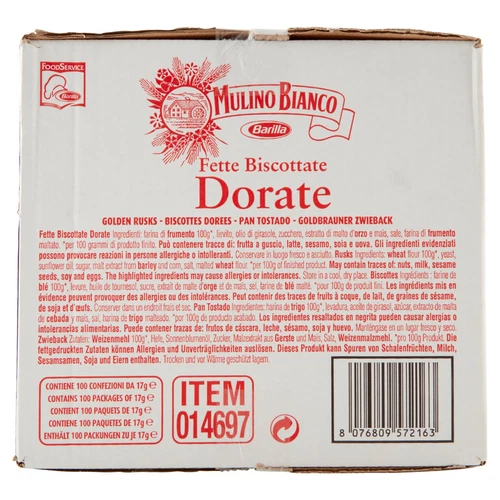 FOODSERVICE
Barilla
MULINO BIANCO
Barilla
Fette Biscottate
Dorate
GOLDEN RUSKS - BISCOTTES DOREES - PAN TOSTADO - GOLDBRAUNER ZWIEBACK
Fette Biscottate Dorate Ingredienti: farina di frumento 100g*, lievito, olio di girasole, zucchero, estratto di malto d'orzo e mais, sale, farina di frumento
maltato. *per 100 grammi di prodotto finito. Può contenere tracce di: frutta a guscio, latte, sesamo, soia e uova. Gli ingredienti evidenziati
possono provocare reazioni in persone allergiche o intolleranti. Conservare in luogo fresco e asciutto. Rusks Ingredients: wheat flour 100g*, yeast,
sunflower oil, sugar, malt extract from barley and corn, salt, malted wheat flour. *per 100g of finished product. May contain traces of: nuts, milk, sesame
seeds, soy and eggs. The highlighted ingredients may cause allergies or intolerances. Store in a cool, dry place. Biscottes Ingrédients : farine de
blé 100g*, levure, huile de tournesol, sucre, extrait de malt d'orge et de maïs, sel, farine de blé malté. *pour 100g de produit fini. Les ingrédients mis en
évidence peuvent provoquer des allergies ou des intolérances. Peut contenir des traces de fruits à coque, de lait, de graines de sésame,
de soja et d'œufs. Conserver dans un endroit frais et sec. Pan Tostado Ingredientes: harina de trigo 100g*, levadura, aceite de girasol, azúcar, extracto de malta
de cebada y maíz, sal, harina de trigo malteado. *por 100g de producto acabado. Los ingredientes resaltados en el texto pueden causar alergias o
intolerancias alimentarias. Puede contener trazas de: frutos de cáscara, leche, sésamo, soja y huevo. Manténgase en un lugar fresco y seco.
Zwieback Zutaten: Weizenmehl 100g*, Hefe, Sonnenblumenöl, Zucker, Malzextrakt aus Gerste und Mais, Salz, Weizenmalzmehl. *pro 100g Produkt. Die
fettgedruckten Zutaten können Allergien und Unverträglichkeiten auslösen. Dieses Produkt kann Spuren von Schalenfrüchten, Milch,
Sesamsamen, Soja und Eiern enthalten. Trocken und vor Wärme geschützt lagern.
CONTIENE 100 CONFEZIONI DA 17g e
CONTAINS 100 PACKAGES OF 17g e
CONTIENT 100 PAQUETS DE 17g e
CONTIENE 100 PAQUETES DE 17g e
ENTHÄLT 100 PACKUNGEN ZU JE 17g e
ITEM
014697
8 076809 572163